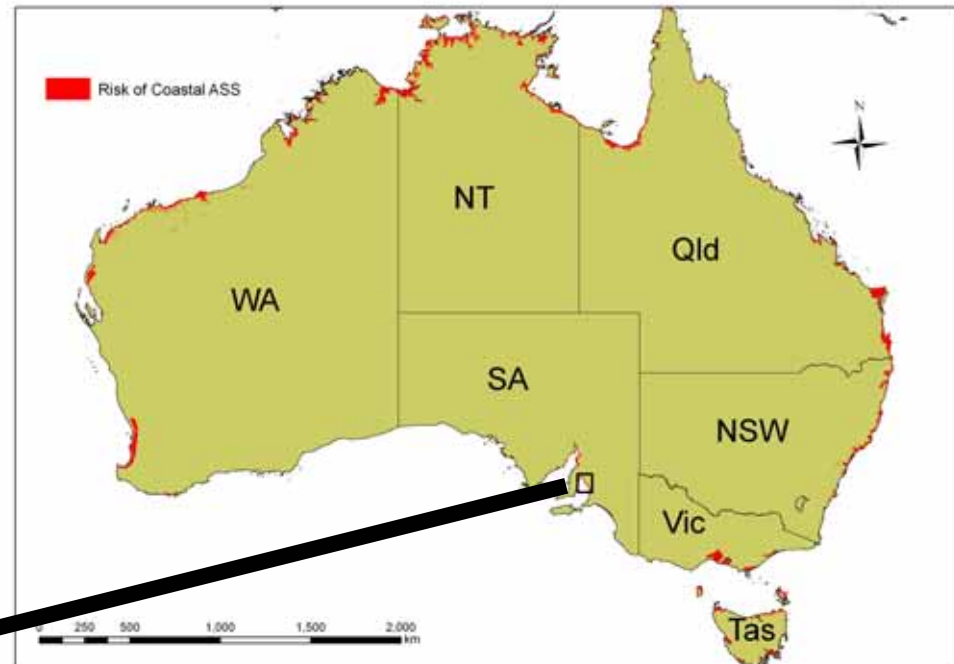 N
Risk of Coastal ASS
NT
Qld
WA
SA
NSW
Vic
Tas
0 250 500 1,000 1,500 2,000
km